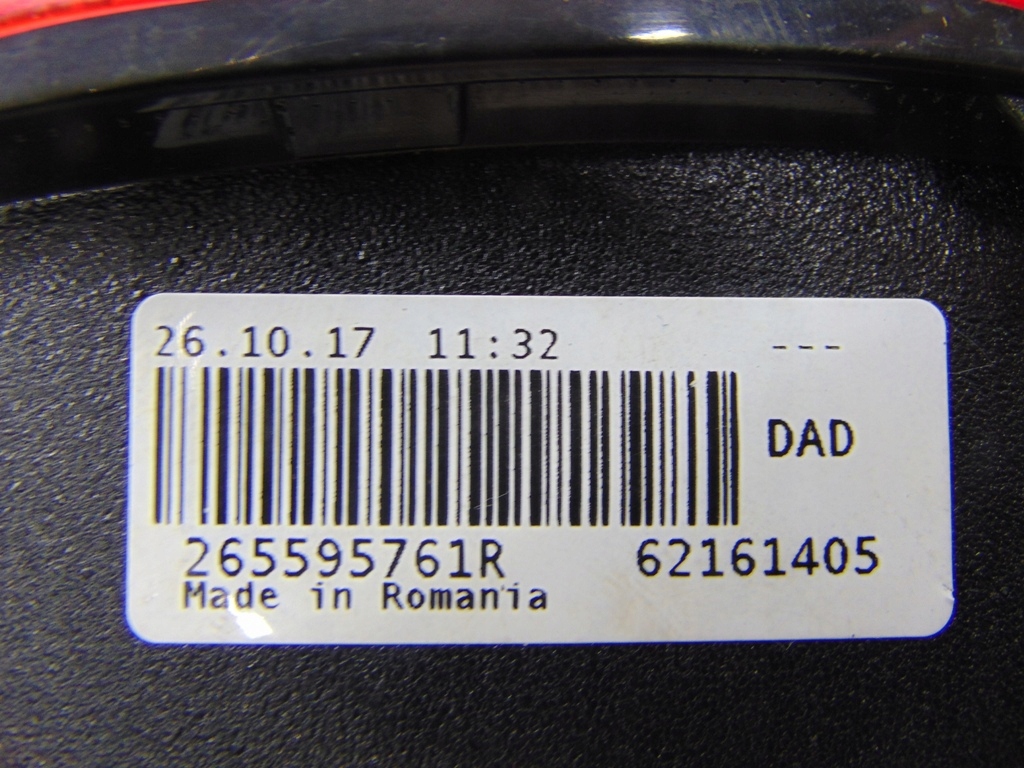 26.10.17 11:32 ---
DAD
265595761R 62161405
Made in Romania